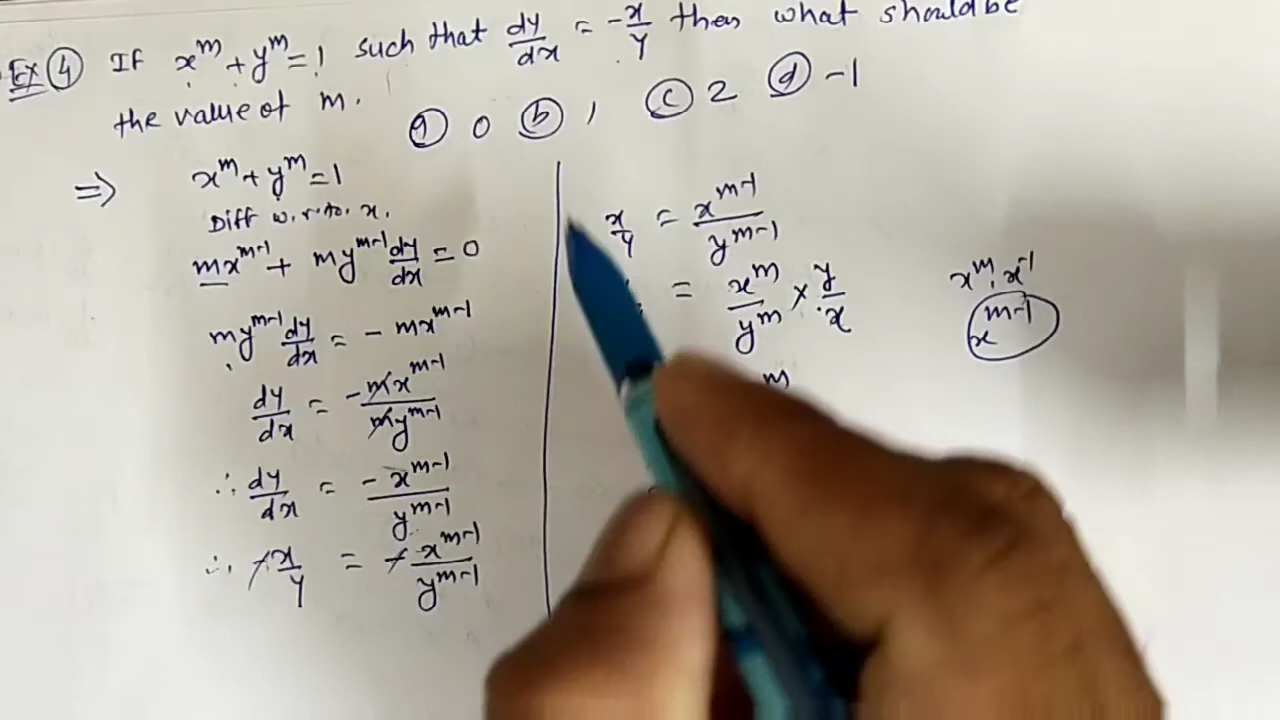 Ex 4 If x^m + y^m = 1 such that dy/dx = -x/y then what should be
the value of m.
a 0 b 1 c 2 d -1
=> x^m + y^m = 1
Diff w.r.to. x.
mx^(m-1) + my^(m-1) dy/dx = 0
my^(m-1) dy/dx = - mx^(m-1)
dy/dx = - mx^(m-1) / my^(m-1)
∴ dy/dx = - x^(m-1) / y^(m-1)
∴ - x/y = - x^(m-1) / y^(m-1)
x/y = x^(m-1) / y^(m-1)
= x^m / y^m × y/x
m
x^m . x^-1
x^(m-1)